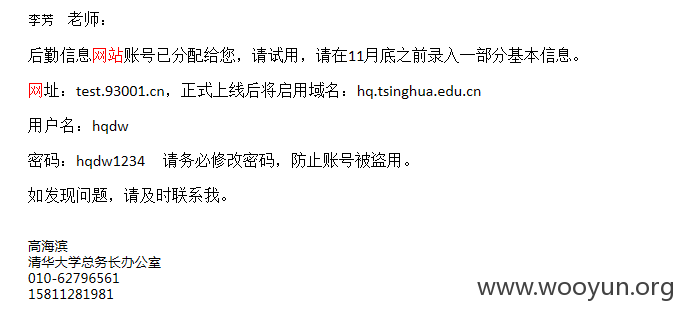 李芳 老师：
后勤信息网站账号已分配给您，请试用，请在11月底之前录入一部分基本信息。
网址：test.93001.cn，正式上线后将启用域名：hq.tsinghua.edu.cn
用户名：hqdw
密码：hqdw1234 请务必修改密码，防止账号被盗用。
如发现问题，请及时联系我。
高海滨
清华大学总务长办公室
010-62796561
15811281981
www.wooyun.org